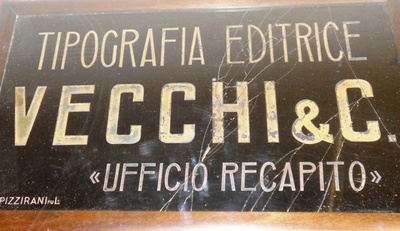 TIPOGRAFIA EDITRICE
VECCHI & C.
«UFFICIO RECAPITO»
PIZZIRANI